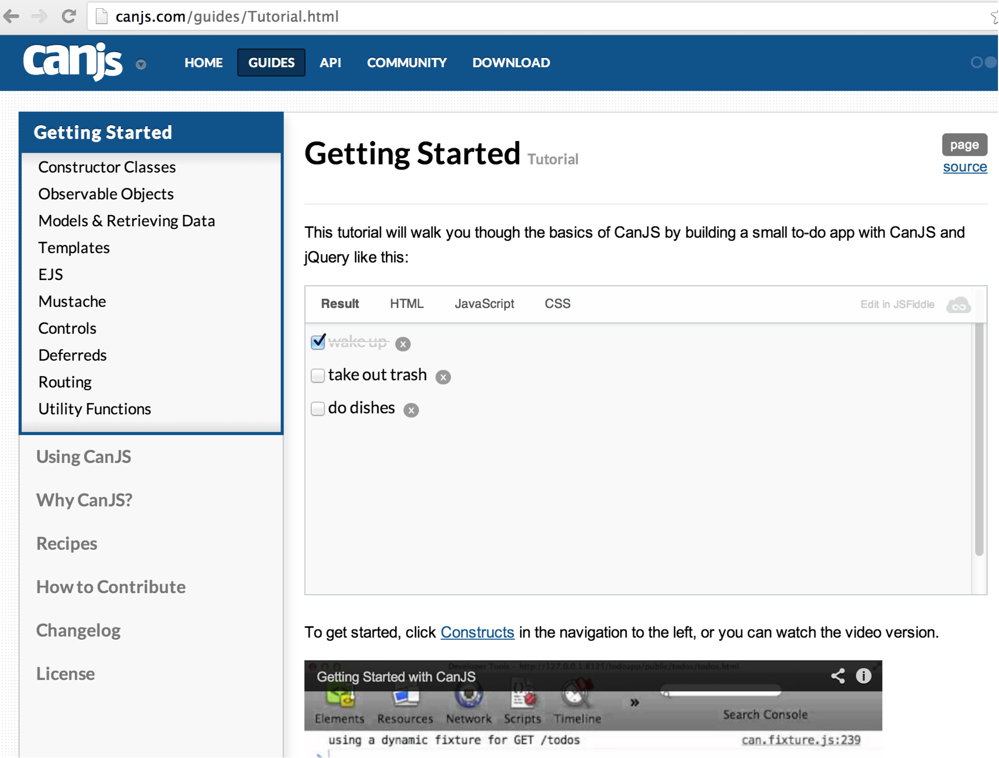 canjs.com/guides/Tutorial.html
canjs
HOME GUIDES API COMMUNITY DOWNLOAD
Getting Started
Constructor Classes
Observable Objects
Models & Retrieving Data
Templates
EJS
Mustache
Controls
Deferreds
Routing
Utility Functions
Using CanJS
Why CanJS?
Recipes
How to Contribute
Changelog
License
Getting Started Tutorial
page
source
This tutorial will walk you though the basics of CanJS by building a small to-do app with CanJS and
jQuery like this:
Result HTML JavaScript CSS Edit in JSFiddle
wake up x
take out trash x
do dishes x
To get started, click Constructs in the navigation to the left, or you can watch the video version.
Developer Tools - http://127.0.0.1:8125/todoapp/public/todos/todos.html
Getting Started with CanJS
Elements Resources Network Scripts Timeline » Search Console
using a dynamic fixture for GET /todos can.fixture.js:239